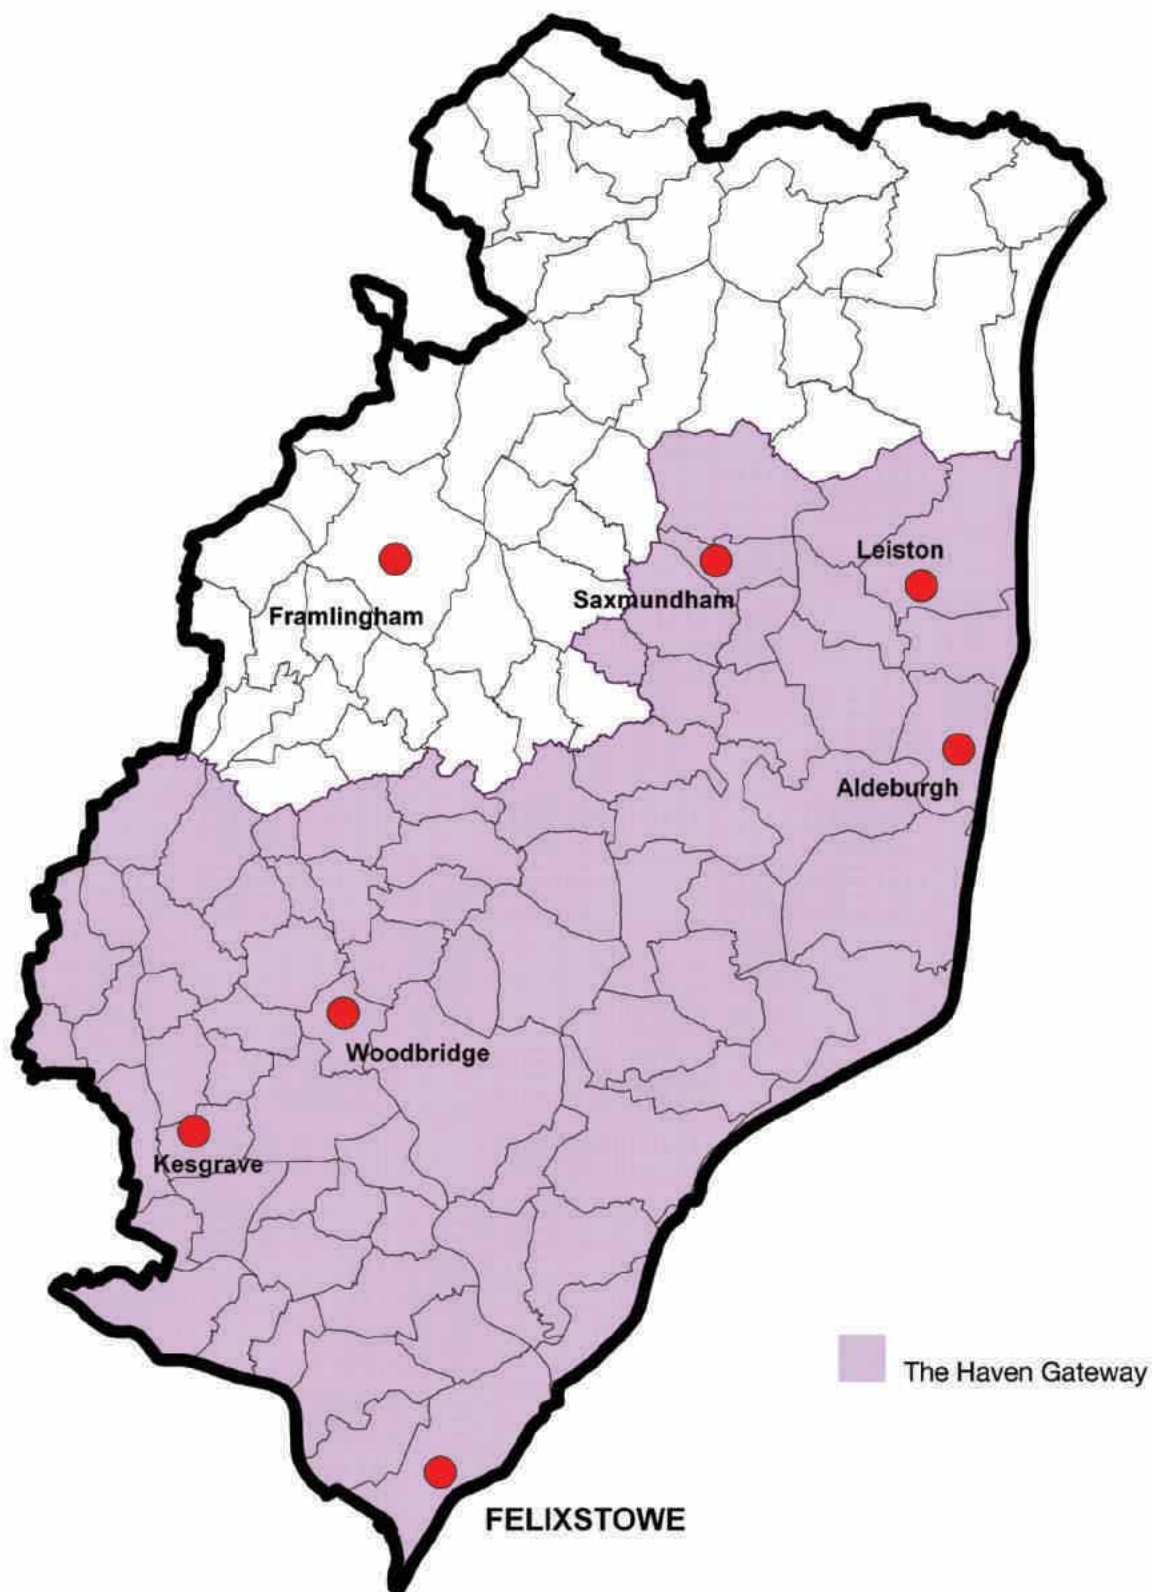 Leiston
Saxmundham
Framlingham
Aldeburgh
Woodbridge
Kesgrave
The Haven Gateway
FELIXSTOWE